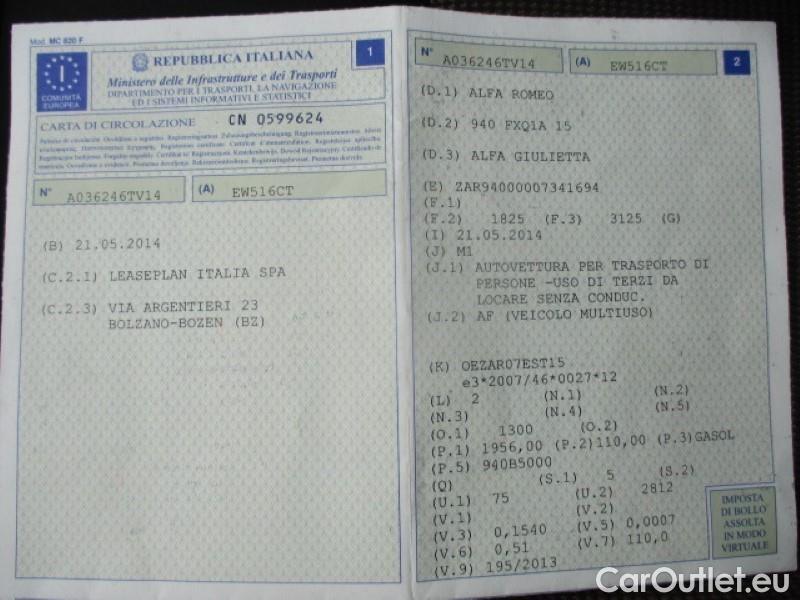 Mod. MC 820 F
REPUBBLICA ITALIANA
1
I
COMUNITÀ
EUROPEA
Ministero delle Infrastrutture e dei Trasporti
DIPARTIMENTO PER I TRASPORTI, LA NAVIGAZIONE
ED I SISTEMI INFORMATIVI E STATISTICI
CARTA DI CIRCOLAZIONE CN 0599624
N° A036246TV14 (A) EW516CT
(B) 21.05.2014
(C.2.1) LEASEPLAN ITALIA SPA
(C.2.3) VIA ARGENTIERI 23
BOLZANO-BOZEN (BZ)
N° A036246TV14 (A) EW516CT 2
(D.1) ALFA ROMEO
(D.2) 940 FXQ1A 15
(D.3) ALFA GIULIETTA
(E) ZAR94000007341694
(F.1)
(F.2) 1825 (F.3) 3125 (G)
(I) 21.05.2014
(J) M1
(J.1) AUTOVETTURA PER TRASPORTO DI
PERSONE -USO DI TERZI DA
LOCARE SENZA CONDUC.
(J.2) AF (VEICOLO MULTIUSO)
(K) OEZAR07EST15
e3*2007/46*0027*12
(L) 2 (N.1) (N.2)
(N.3) (N.4) (N.5)
(O.1) 1300 (O.2)
(P.1) 1956,00 (P.2)110,00 (P.3)GASOL
(P.5) 940B5000
(Q) (S.1) 5 (S.2)
(U.1) 75 (U.2) 2812
(V.1) (V.2)
(V.3) 0,1540 (V.5) 0,0007
(V.6) 0,51 (V.7) 110,0
(V.9) 195/2013
IMPOSTA
DI BOLLO
ASSOLTA
IN MODO
VIRTUALE
CarOutlet.eu